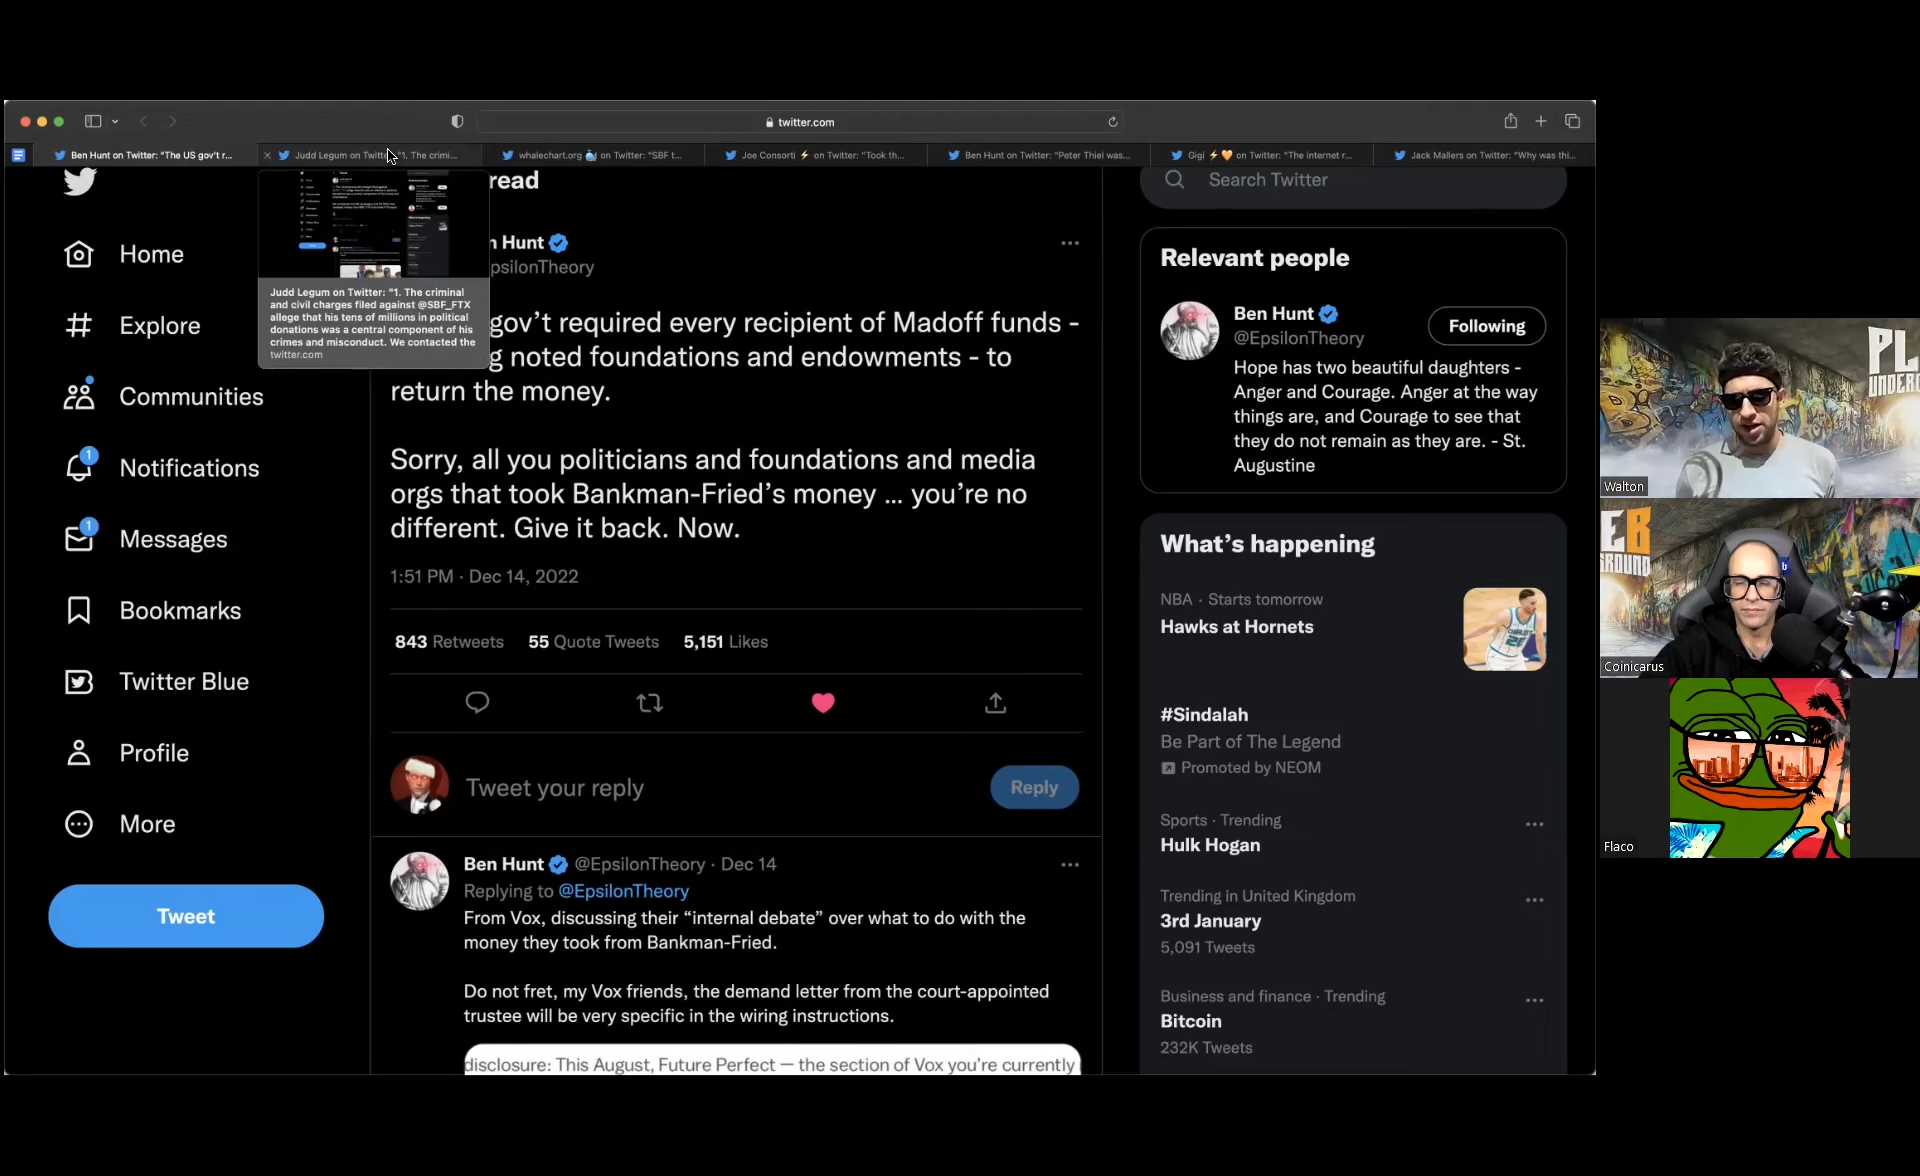 twitter.com
Ben Hunt on Twitter: "The US gov't r...
Judd Legum on Twitt "1. The crimi...
whalechart.org 🐳 on Twitter: "SBF t...
Joe Consorti ⚡ on Twitter: "Took th...
Ben Hunt on Twitter: "Peter Thiel was...
Gigi ⚡🧡 on Twitter: "The internet r...
Jack Mallers on Twitter: "Why was thi...
Home
Explore
Communities
1
Notifications
1
Messages
Bookmarks
Twitter Blue
Profile
More
Tweet
Judd Legum on Twitter: "1. The criminal
and civil charges filed against @SBF_FTX
allege that his tens of millions in political
donations was a central component of his
crimes and misconduct. We contacted the
twitter.com
read
n Hunt
psilonTheory
gov’t required every recipient of Madoff funds -
g noted foundations and endowments - to
return the money.
Sorry, all you politicians and foundations and media
orgs that took Bankman-Fried’s money … you’re no
different. Give it back. Now.
1:51 PM · Dec 14, 2022
843 Retweets 55 Quote Tweets 5,151 Likes
Tweet your reply
Reply
Ben Hunt @EpsilonTheory · Dec 14
Replying to @EpsilonTheory
From Vox, discussing their “internal debate” over what to do with the
money they took from Bankman-Fried.
Do not fret, my Vox friends, the demand letter from the court-appointed
trustee will be very specific in the wiring instructions.
disclosure: This August, Future Perfect — the section of Vox you’re currently
Search Twitter
Relevant people
Ben Hunt
@EpsilonTheory
Following
Hope has two beautiful daughters -
Anger and Courage. Anger at the way
things are, and Courage to see that
they do not remain as they are. - St.
Augustine
What’s happening
NBA · Starts tomorrow
Hawks at Hornets
#Sindalah
Be Part of The Legend
Promoted by NEOM
Sports · Trending
Hulk Hogan
Trending in United Kingdom
3rd January
5,091 Tweets
Business and finance · Trending
Bitcoin
232K Tweets
PL
UNDERG
Walton
EB
GROUND
b
Coinicarus
Flaco